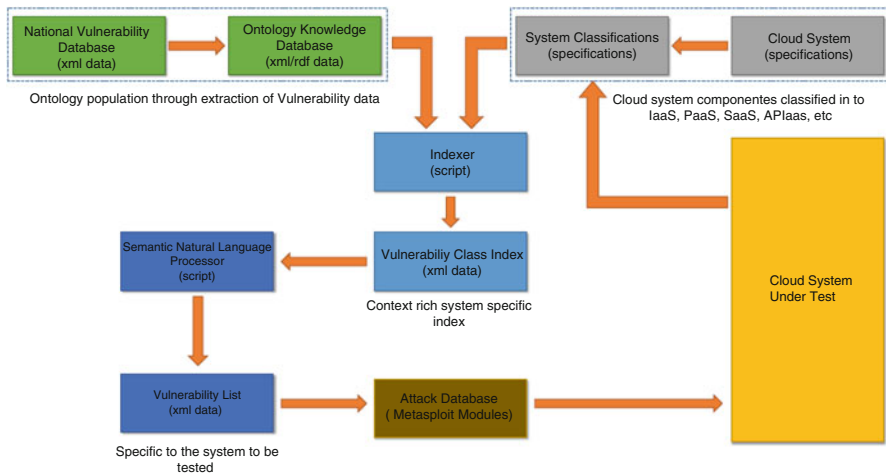 National Vulnerability
Database
(xml data)
Ontology Knowledge
Database
(xml/rdf data)
System Classifications
(specifications)
Cloud System
(specifications)
Ontology population through extraction of Vulnerability data
Cloud system componentes classified in to
IaaS, PaaS, SaaS, APIaas, etc
Indexer
(script)
Semantic Natural Language
Processor
(script)
Vulnerabiliy Class Index
(xml data)
Context rich system specific
index
Cloud System
Under Test
Vulnerability List
(xml data)
Attack Database
( Metasploit Modules)
Specific to the system to be
tested